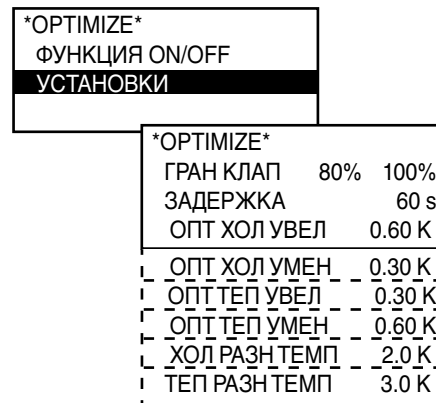 *OPTIMIZE*
ФУНКЦИЯ ON/OFF
УСТАНОВКИ
*OPTIMIZE*
ГРАН КЛАП 80% 100%
ЗАДЕРЖКА 60 s
ОПТ ХОЛ УВЕЛ 0.60 K
ОПТ ХОЛ УМЕН 0.30 K
ОПТ ТЕП УВЕЛ 0.30 K
ОПТ ТЕП УМЕН 0.60 K
ХОЛ РАЗН ТЕМП 2.0 K
ТЕП РАЗН ТЕМП 3.0 K